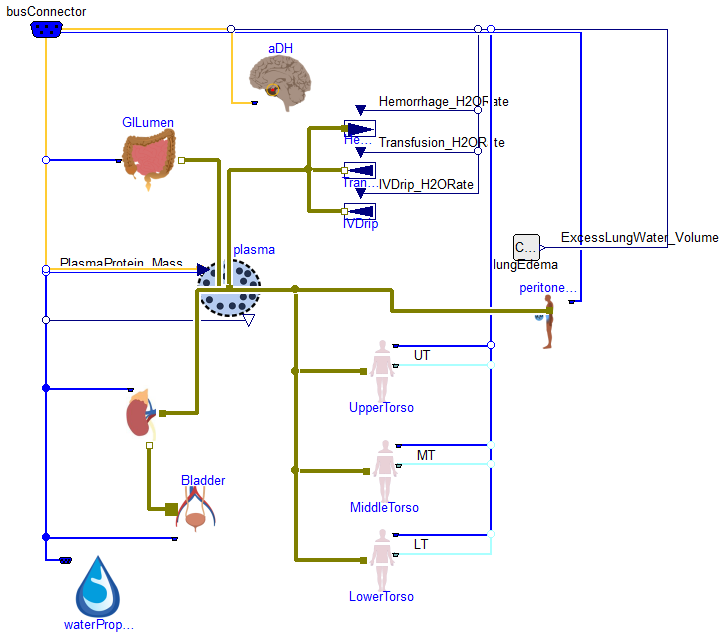 busConnector
aDH
Hemorrhage_H2ORate
GILumen
He...
Transfusion_H2ORate
Tran...
IVDrip_H2ORate
IVDrip
plasma
PlasmaProtein_Mass
C...
ExcessLungWater_Volume
lungEdema
peritone...
UT
UpperTorso
MT
Bladder
MiddleTorso
LT
LowerTorso
waterProp...